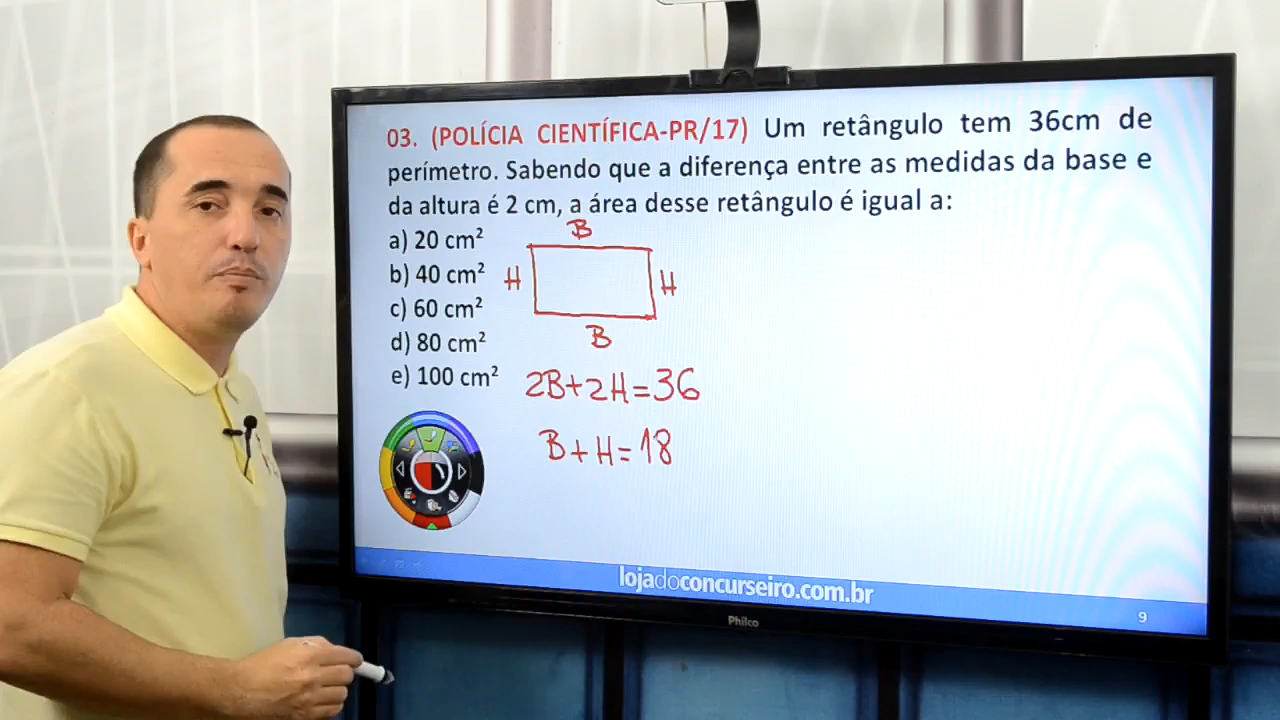 03. (POLÍCIA CIENTÍFICA-PR/17) Um retângulo tem 36cm de
perímetro. Sabendo que a diferença entre as medidas da base e
da altura é 2 cm, a área desse retângulo é igual a:
a) 20 cm²
b) 40 cm²
c) 60 cm²
d) 80 cm²
e) 100 cm²
B
H
H
B
2B+2H=36
B+H=18
lojadoconcurseiro.com.br
9
Philco